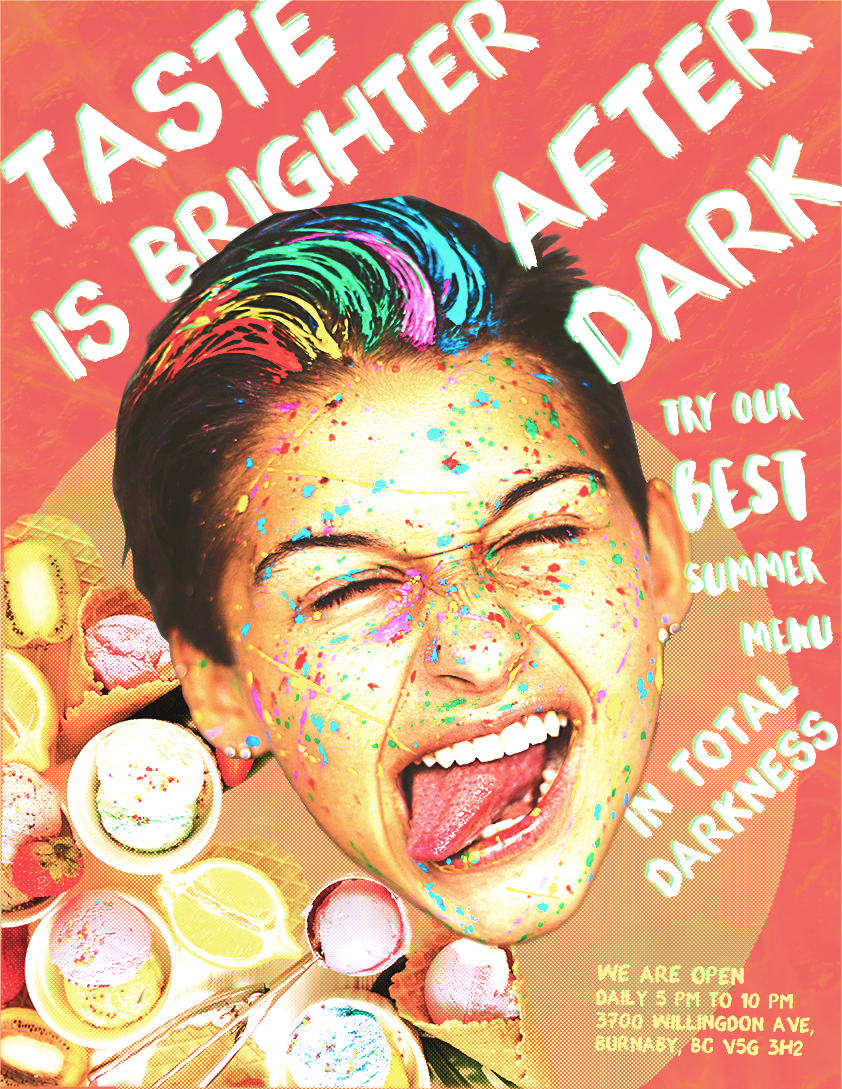 TASTE
IS BRIGHTER
AFTER
DARK
TRY OUR
BEST
SUMMER
MENU
IN TOTAL
DARKNESS
WE ARE OPEN
DAILY 5 PM TO 10 PM
3700 WILLINGDON AVE,
BURNABY, BC V5G 3H2